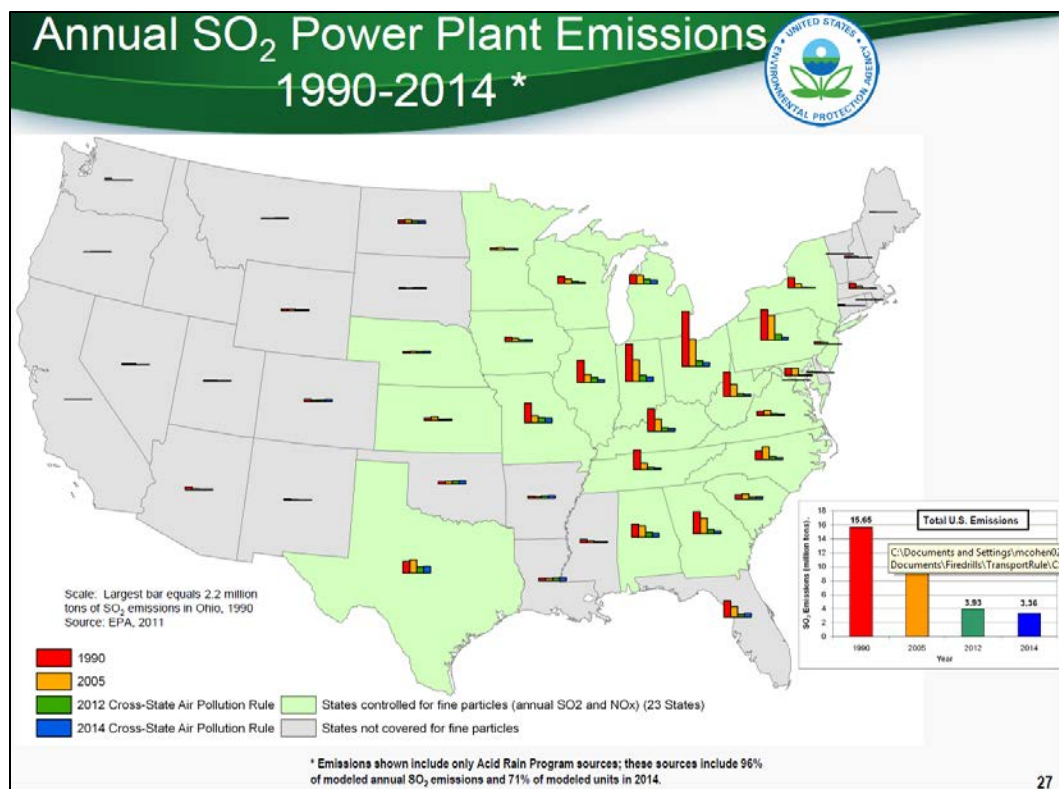 Annual SO₂ Power Plant Emissions
1990-2014 *
UNITED STATES
ENVIRONMENTAL PROTECTION AGENCY
Scale: Largest bar equals 2.2 million
tons of SO₂ emissions in Ohio, 1990
Source: EPA, 2011
1990
2005
2012 Cross-State Air Pollution Rule
2014 Cross-State Air Pollution Rule
States controlled for fine particles (annual SO2 and NOx) (23 States)
States not covered for fine particles
Total U.S. Emissions
SO₂ Emissions (million tons)
18
16
14
12
10
8
6
4
2
0
15.65
3.93
3.36
C:\Documents and Settings\mcohen02
Documents\Firedrills\TransportRule\C
1990
2005
2012
2014
Year
* Emissions shown include only Acid Rain Program sources; these sources include 96%
of modeled annual SO₂ emissions and 71% of modeled units in 2014.
27